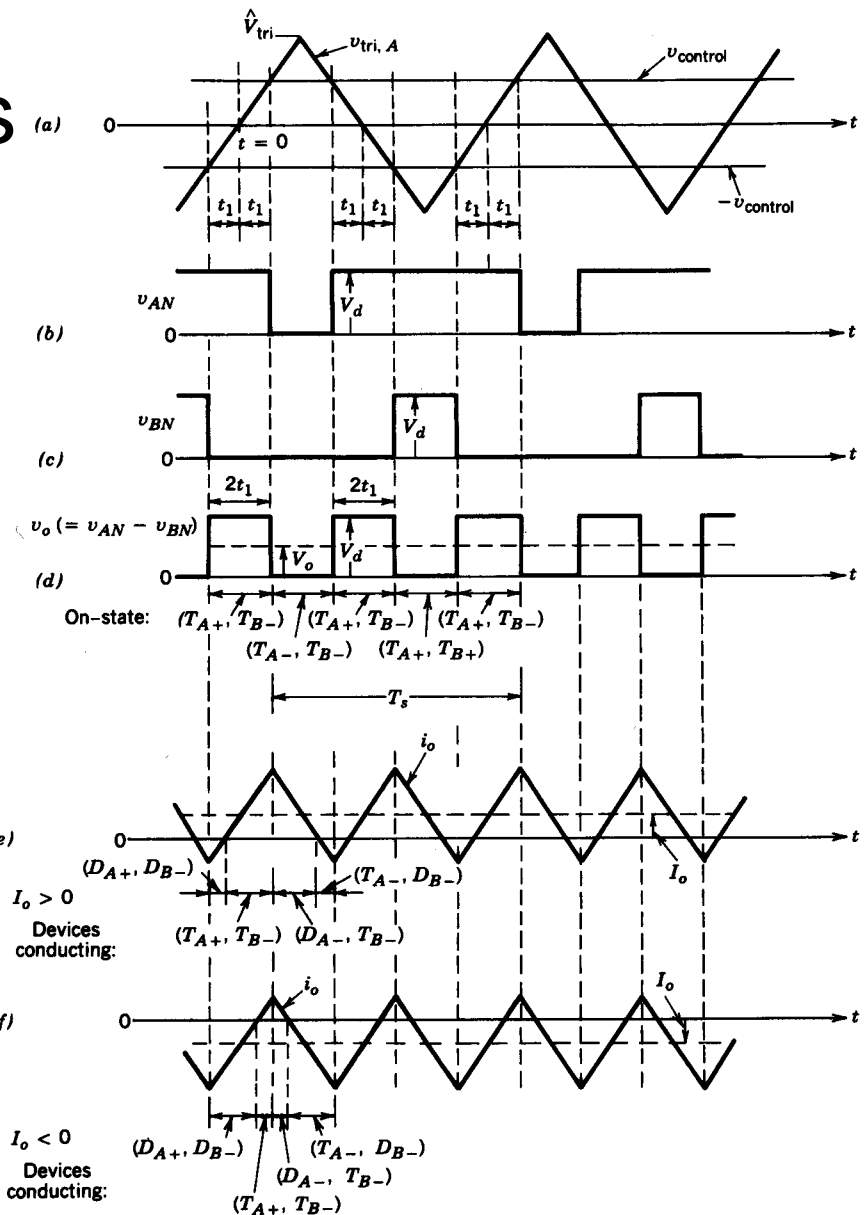 V̂tri
vtri, A
vcontrol
s
(a)
0
t
t = 0
t1 t1 t1 t1 t1 t1
−vcontrol
vAN
Vd
(b)
0
t
vBN
Vd
(c)
0
t
2t1 2t1
vo (= vAN − vBN)
Vo
Vd
(d)
0
t
On-state: (TA+, TB−) (TA+, TB−) (TA+, TB−)
(TA−, TB−) (TA+, TB+)
Ts
io
e)
0
t
Io
(DA+, DB−) (TA−, DB−)
Io > 0
(TA+, TB−) (DA−, TB−)
Devices
conducting:
io
Io
f)
0
t
Io < 0
(DA+, DB−) (TA−, DB−)
Devices
(DA−, TB−)
conducting:
(TA+, TB−)